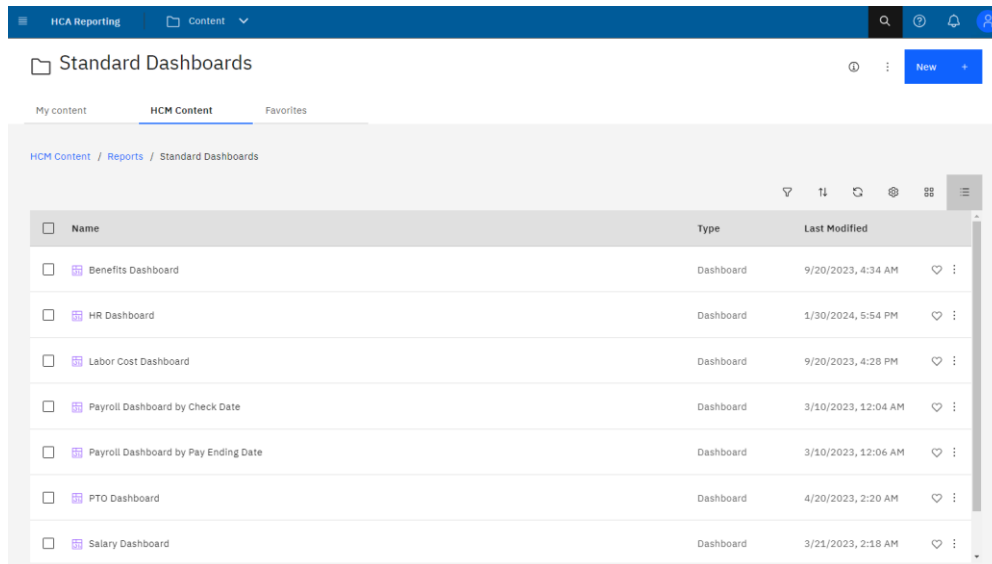 HCA Reporting Content
Standard Dashboards
New +
My content HCM Content Favorites
HCM Content / Reports / Standard Dashboards
Name Type Last Modified
Benefits Dashboard Dashboard 9/20/2023, 4:34 AM
HR Dashboard Dashboard 1/30/2024, 5:54 PM
Labor Cost Dashboard Dashboard 9/20/2023, 4:28 PM
Payroll Dashboard by Check Date Dashboard 3/10/2023, 12:04 AM
Payroll Dashboard by Pay Ending Date Dashboard 3/10/2023, 12:06 AM
PTO Dashboard Dashboard 4/20/2023, 2:20 AM
Salary Dashboard Dashboard 3/21/2023, 2:18 AM